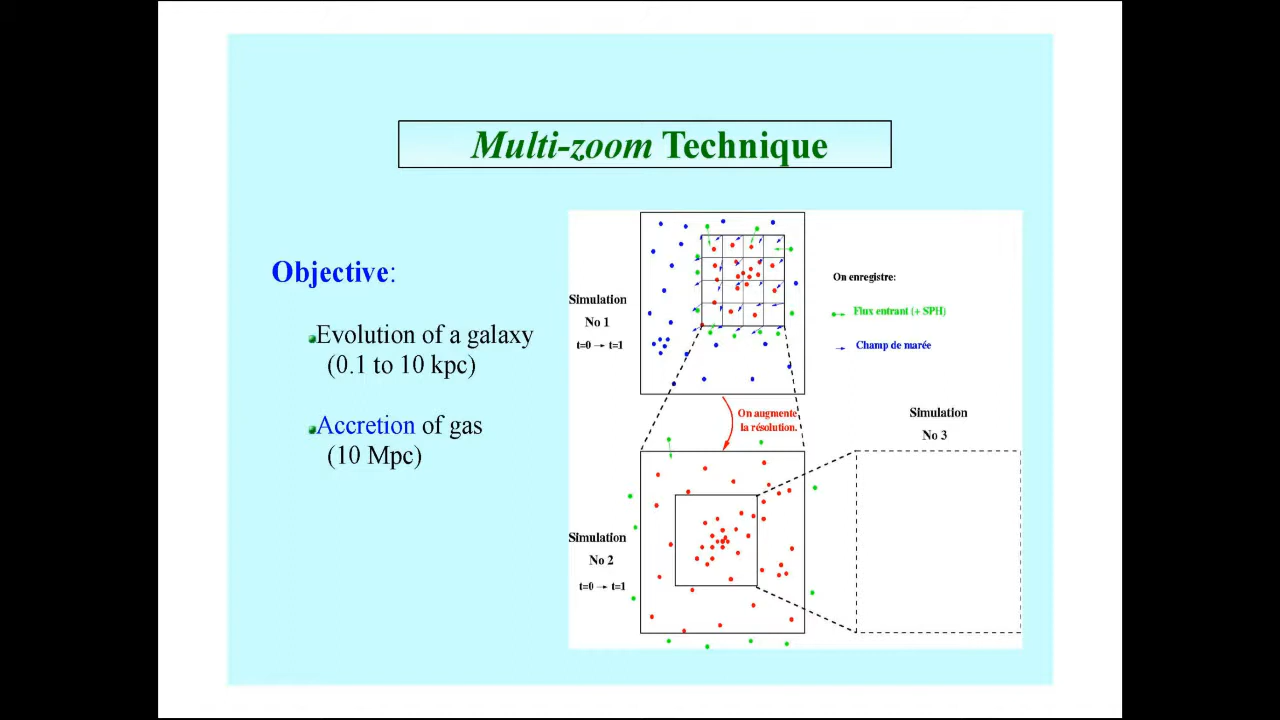 Multi-zoom Technique
Objective:
Evolution of a galaxy
(0.1 to 10 kpc)
Accretion of gas
(10 Mpc)
Simulation
No 1
t=0 → t=1
On enregistre:
Flux entrant (+ SPH)
Champ de marée
On augmente
la résolution.
Simulation
No 3
Simulation
No 2
t=0 → t=1